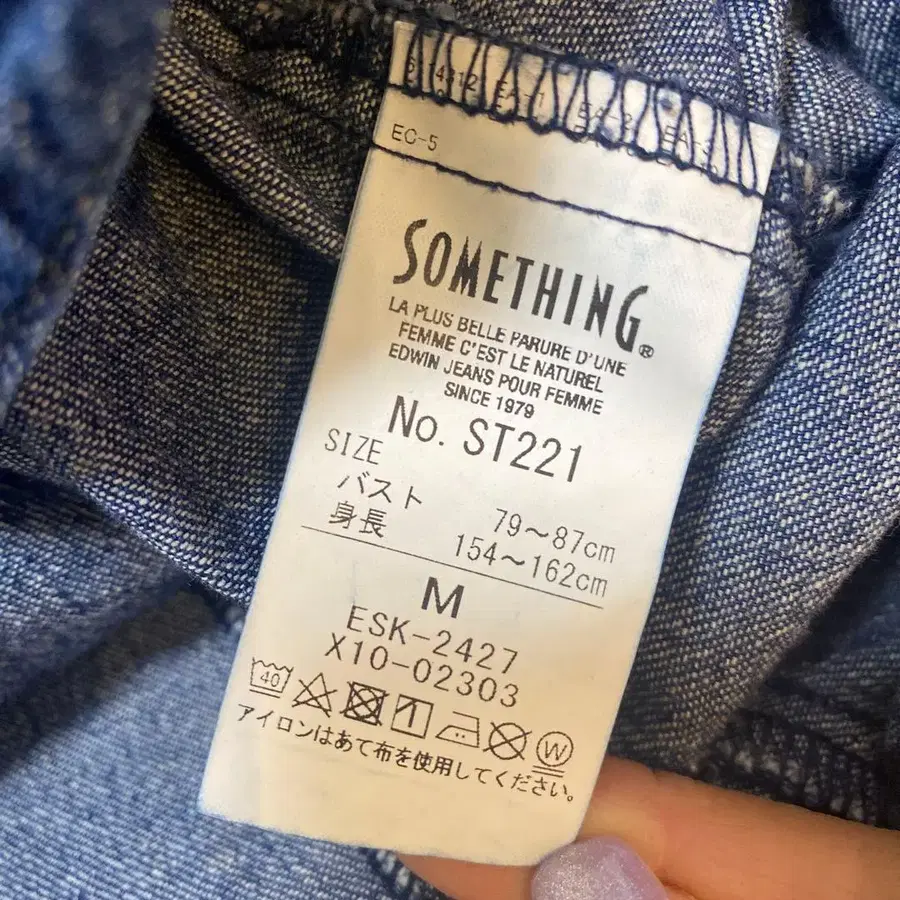 EC-5
SOMETHING®
LA PLUS BELLE PARURE D'UNE
FEMME C'EST LE NATUREL
EDWIN JEANS POUR FEMME
SINCE 1979
No. ST221
SIZE
バスト 79～87cm
身長 154～162cm
M
ESK-2427
X10-02303
40 W
アイロンはあて布を使用してください。